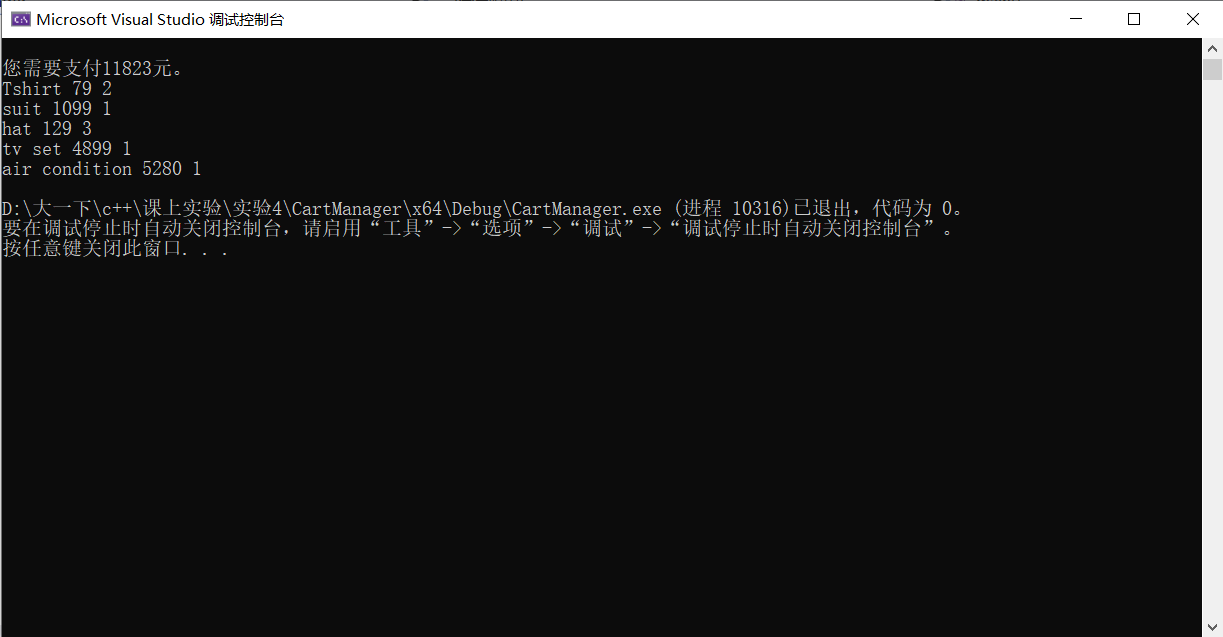 Microsoft Visual Studio 调试控制台
您需要支付11823元。
Tshirt 79 2
suit 1099 1
hat 129 3
tv set 4899 1
air condition 5280 1
D:\大一下\c++\课上实验\实验4\CartManager\x64\Debug\CartManager.exe (进程 10316)已退出，代码为 0。
要在调试停止时自动关闭控制台，请启用“工具”->“选项”->“调试”->“调试停止时自动关闭控制台”。
按任意键关闭此窗口. . .